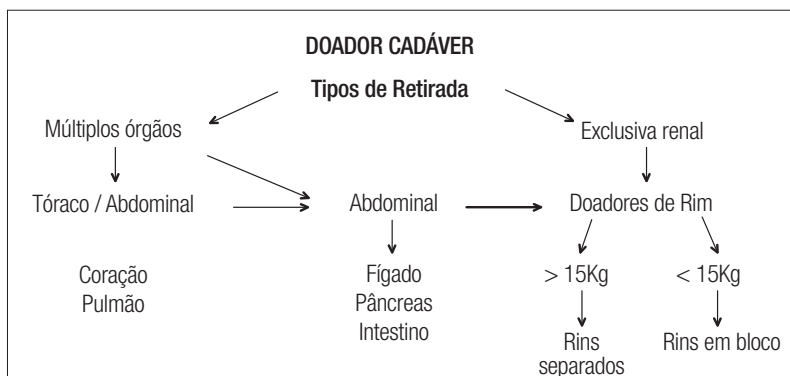 DOADOR CADÁVER
Tipos de Retirada
Múltiplos órgãos
Exclusiva renal
Tóraco / Abdominal
Abdominal
Doadores de Rim
Coração
Pulmão
Fígado
Pâncreas
Intestino
> 15Kg
< 15Kg
Rins
separados
Rins em bloco